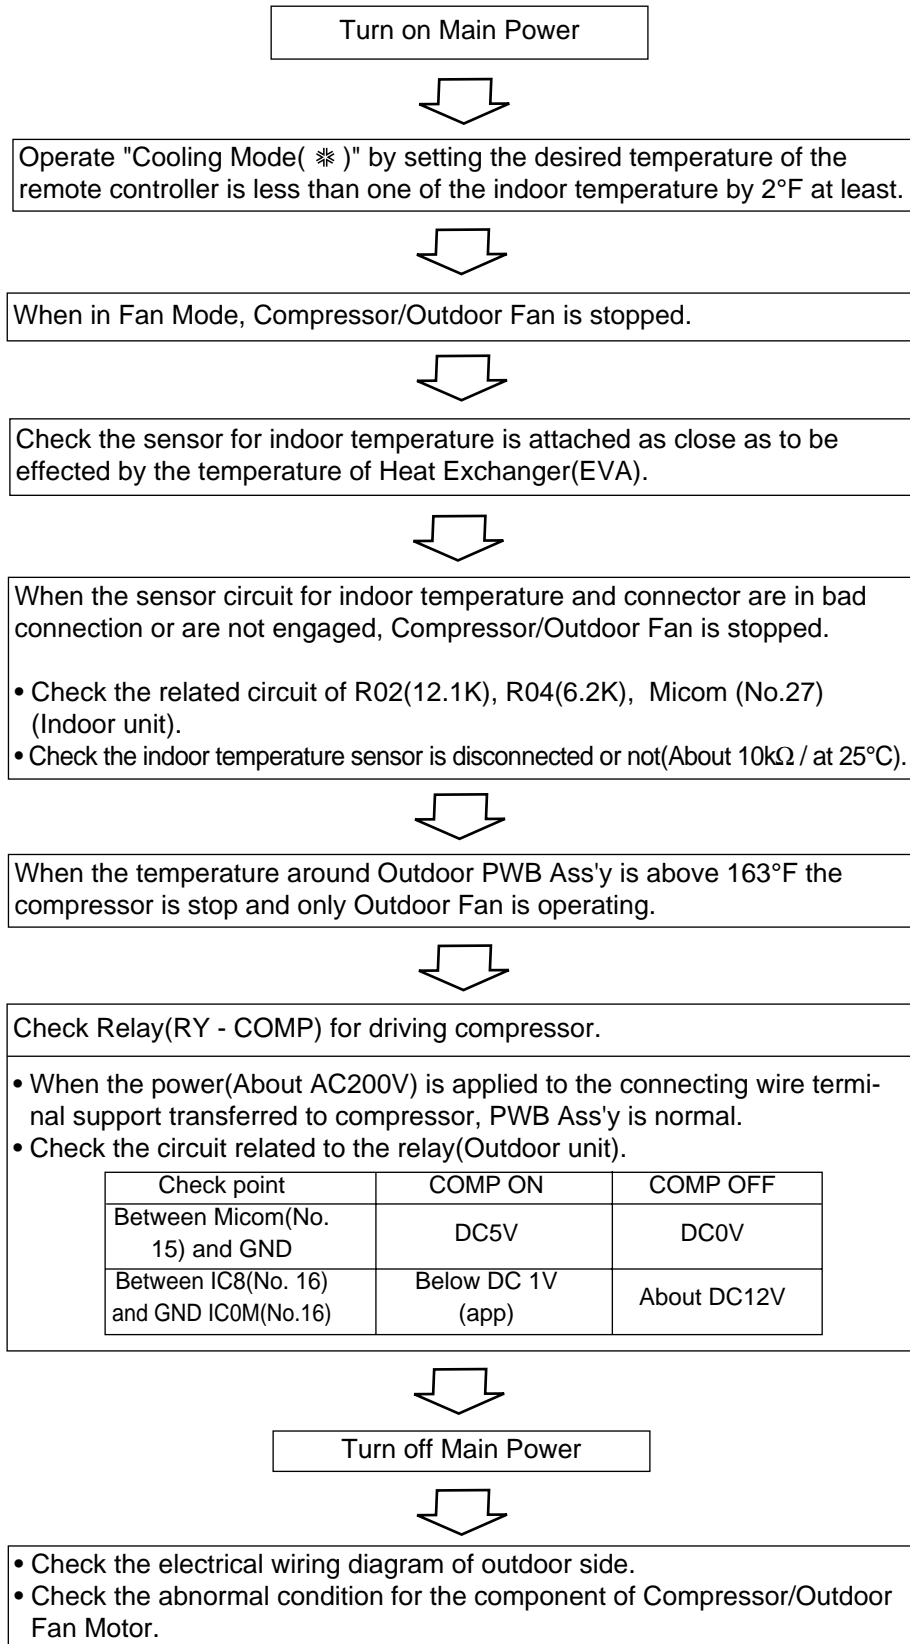 Turn on Main Power
Operate "Cooling Mode( ❊ )" by setting the desired temperature of the
remote controller is less than one of the indoor temperature by 2°F at least.
When in Fan Mode, Compressor/Outdoor Fan is stopped.
Check the sensor for indoor temperature is attached as close as to be
effected by the temperature of Heat Exchanger(EVA).
When the sensor circuit for indoor temperature and connector are in bad
connection or are not engaged, Compressor/Outdoor Fan is stopped.
• Check the related circuit of R02(12.1K), R04(6.2K), Micom (No.27)
(Indoor unit).
• Check the indoor temperature sensor is disconnected or not(About 10kΩ / at 25°C).
When the temperature around Outdoor PWB Ass'y is above 163°F the
compressor is stop and only Outdoor Fan is operating.
Check Relay(RY - COMP) for driving compressor.
• When the power(About AC200V) is applied to the connecting wire termi-
nal support transferred to compressor, PWB Ass'y is normal.
• Check the circuit related to the relay(Outdoor unit).
Check point COMP ON COMP OFF
Between Micom(No.
15) and GND DC5V DC0V
Between IC8(No. 16) Below DC 1V
and GND IC0M(No.16) (app) About DC12V
Turn off Main Power
• Check the electrical wiring diagram of outdoor side.
• Check the abnormal condition for the component of Compressor/Outdoor
Fan Motor.